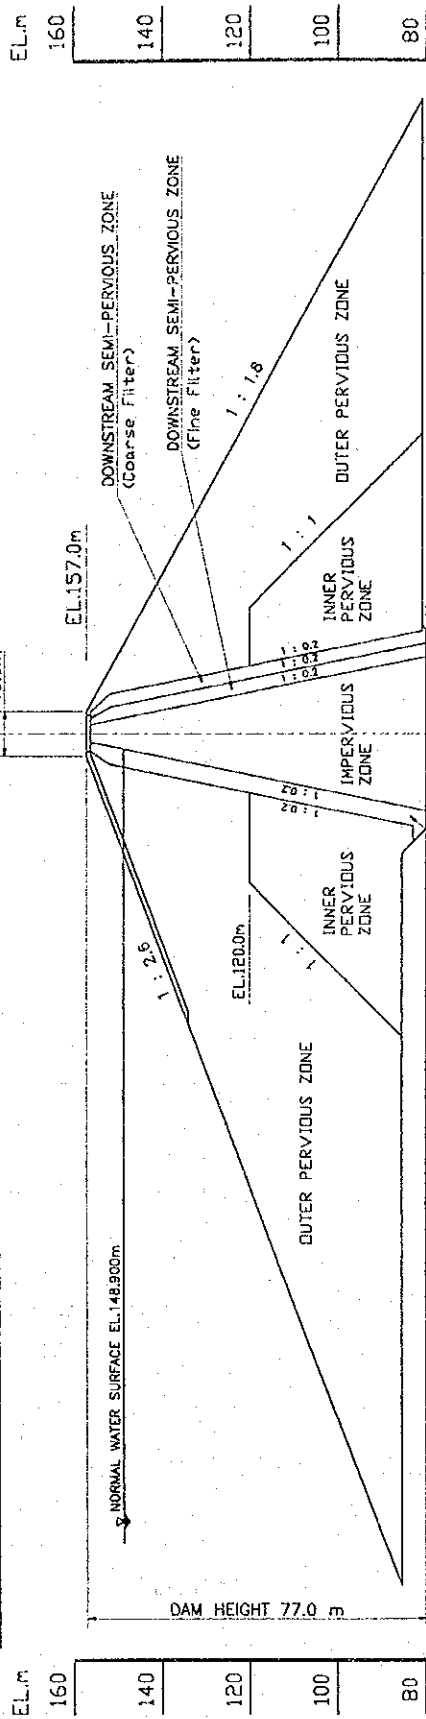 EL.m
160
140
120
100
80
DOWNSTREAM SEMI-PERVIOUS ZONE
(Coarse Filter)
DOWNSTREAM SEMI-PERVIOUS ZONE
(Fine Filter)
EL.157.0m
1 : 1.8
OUTER PERVIOUS ZONE
1 : 1
INNER
PERVIOUS
ZONE
1 : 0.2
1 : 0.2
1 : 0.2
IMPERVIOUS
ZONE
1 : 0.2
1 : 0.2
INNER
PERVIOUS
ZONE
EL.120.0m
1 : 1
1 : 2.6
OUTER PERVIOUS ZONE
NORMAL WATER SURFACE EL.148.900m
DAM HEIGHT 77.0 m
EL.m
160
140
120
100
80